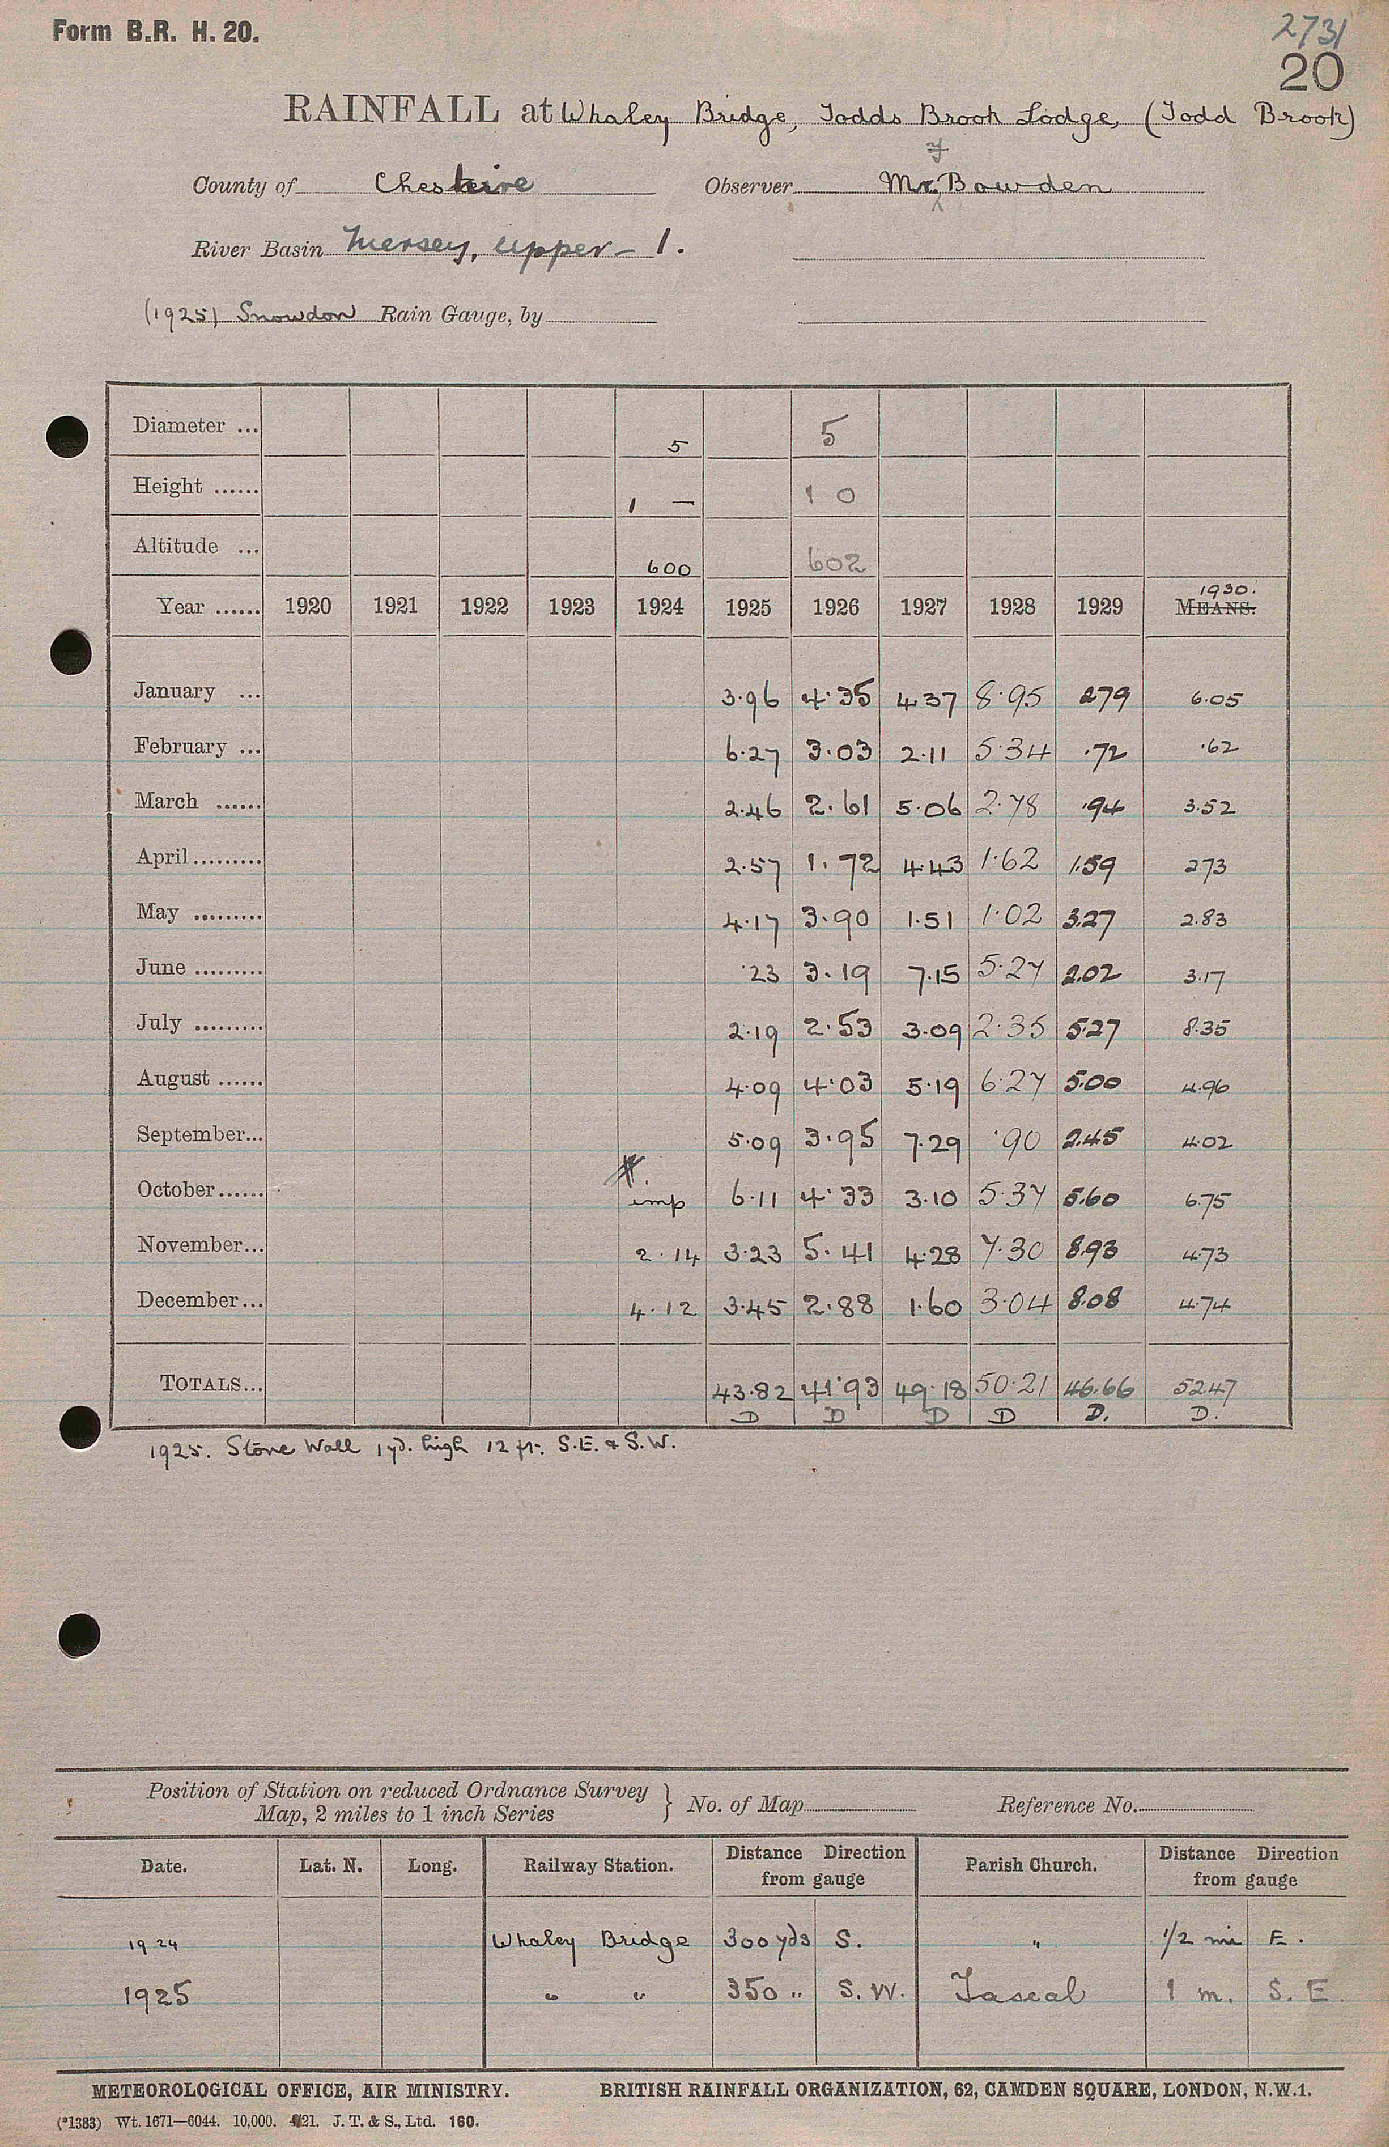 Form B.R. H. 20.
2731
20
RAINFALL at Whaley Bridge, Todds Brook Lodge, (Todd Brook)
County of Cheshire Observer Mr. J Bowden
River Basin Mersey, Upper – 1.
(1925) Snowdon Rain Gauge, by
Diameter ... 5 5
Height ...... 1 — 1 0
Altitude ... 600 602
1930.
Year ...... 1920 1921 1922 1923 1924 1925 1926 1927 1928 1929 MEANS.
January ... 3.96 4.35 4.37 8.95 2.79 6.05
February ... 6.27 3.03 2.11 5.34 .72 .62
March ...... 2.46 2.61 5.06 2.78 .94 3.52
April ......... 2.57 1.72 4.43 1.62 1.59 2.73
May ......... 4.17 3.90 1.51 1.02 3.27 2.83
June ......... .23 3.19 7.15 5.27 2.02 3.17
July ......... 2.19 2.53 3.09 2.35 5.27 8.35
August ...... 4.09 4.03 5.19 6.27 5.00 4.96
September... 5.09 3.95 7.29 .90 2.45 4.02
October...... imp 6.11 4.33 3.10 5.37 5.60 6.75
November... 2.14 3.23 5.41 4.28 7.30 8.93 4.73
December... 4.12 3.45 2.88 1.60 3.04 8.08 4.74
TOTALS... 43.82 41.93 49.18 50.21 46.66 52.47
D D D D D. D.
1925. Stone Wall 1 yd. high 12 ft. S.E. & S.W.
Position of Station on reduced Ordnance Survey
Map, 2 miles to 1 inch Series } No. of Map Reference No.
Date. Lat. N. Long. Railway Station. Distance Direction from gauge Parish Church. Distance Direction from gauge
1924 Whaley Bridge 300 yds S. " 1/2 mi E.
1925 " " 350 " S.W. Taxal 1 m. S.E.
METEOROLOGICAL OFFICE, AIR MINISTRY. BRITISH RAINFALL ORGANIZATION, 62, CAMDEN SQUARE, LONDON, N.W.1.
(*1383) Wt. 1671—6044. 10,000. 4/21. J. T. & S., Ltd. 160.